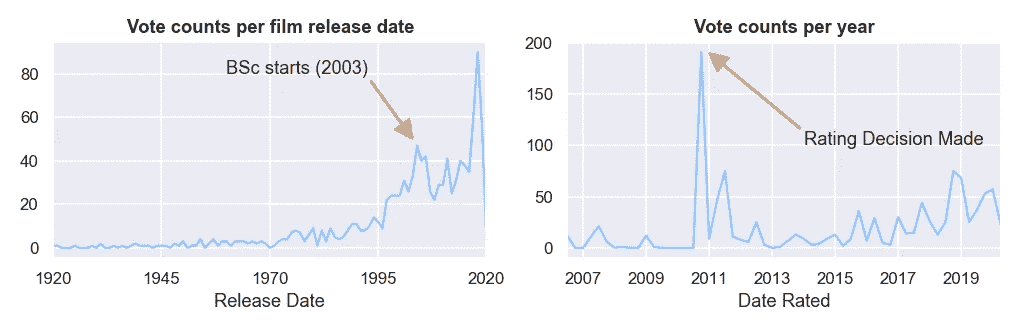 Vote counts per film release date
80
60
40
20
0
BSc starts (2003)
1920 1945 1970 1995 2020
Release Date
Vote counts per year
200
150
100
50
0
Rating Decision Made
2007 2009 2011 2013 2015 2017 2019
Date Rated